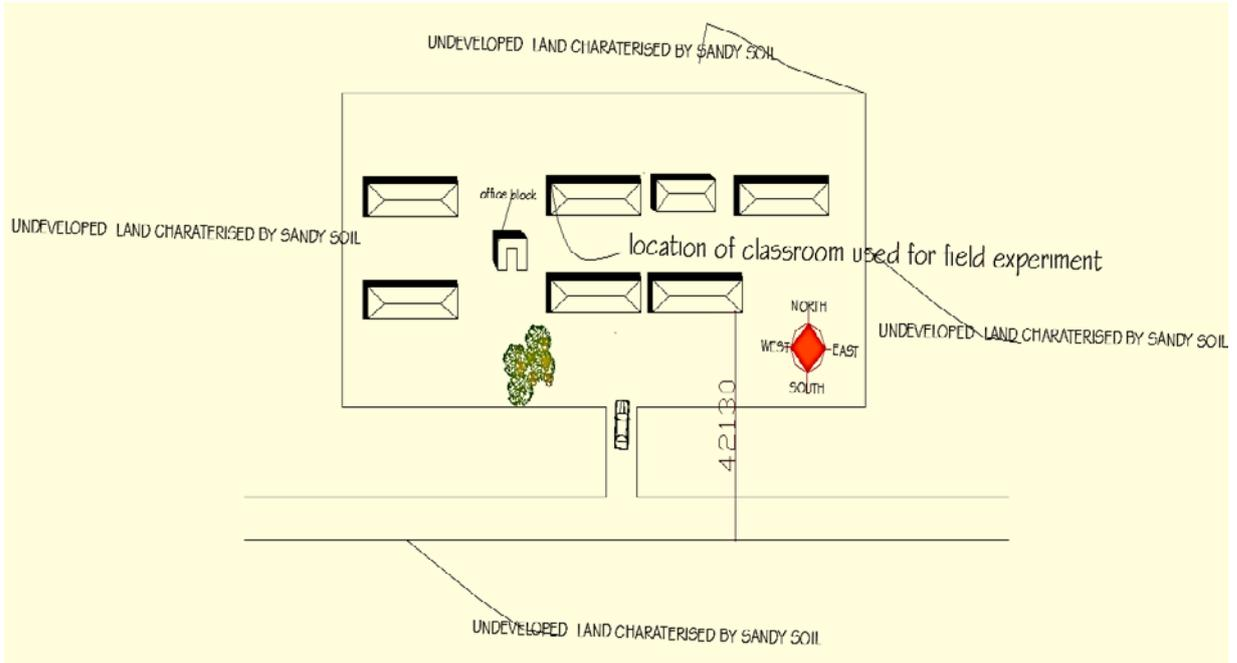 UNDEVELOPED LAND CHARATERISED BY SANDY SOIL
office block
UNDEVELOPED LAND CHARATERISED BY SANDY SOIL
location of classroom used for field experiment
NORTH
UNDEVELOPED LAND CHARATERISED BY SANDY SOIL
WEST EAST
SOUTH
42130
UNDEVELOPED LAND CHARATERISED BY SANDY SOIL